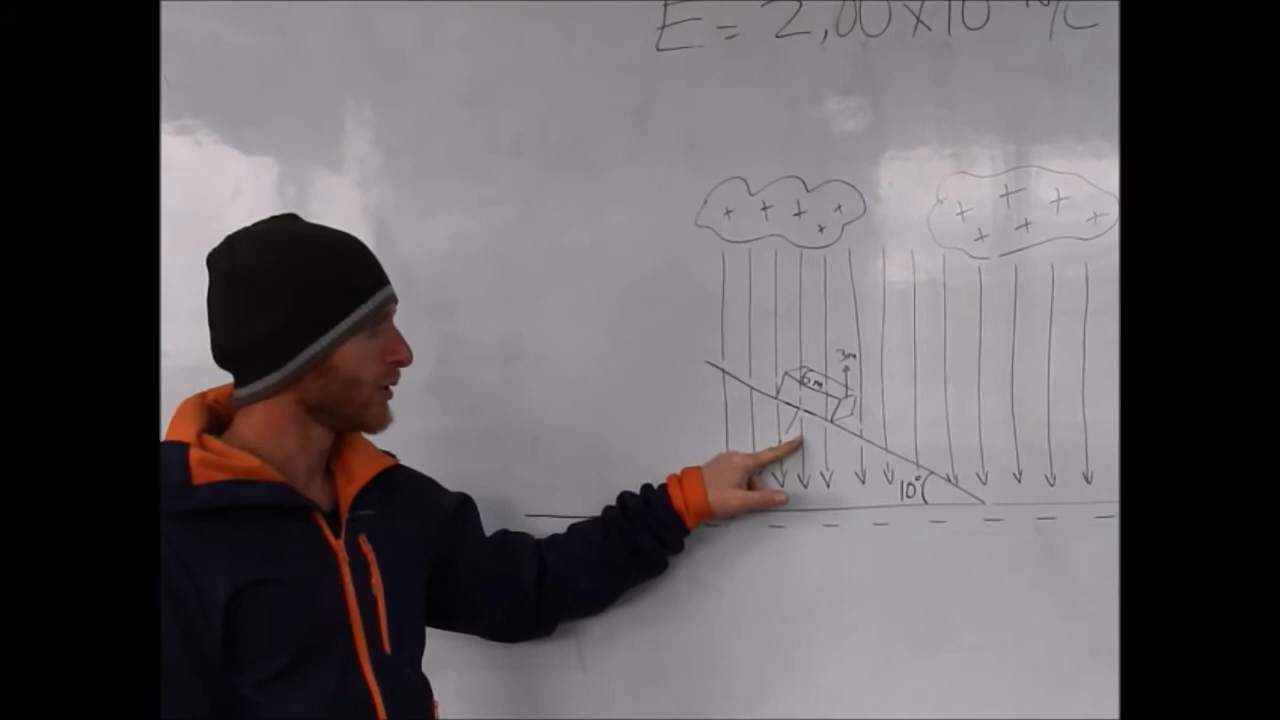 E = 2,00×10 N/C
+ + + + +
+ + + + + +
3m
6m
10°
- - - - - - -